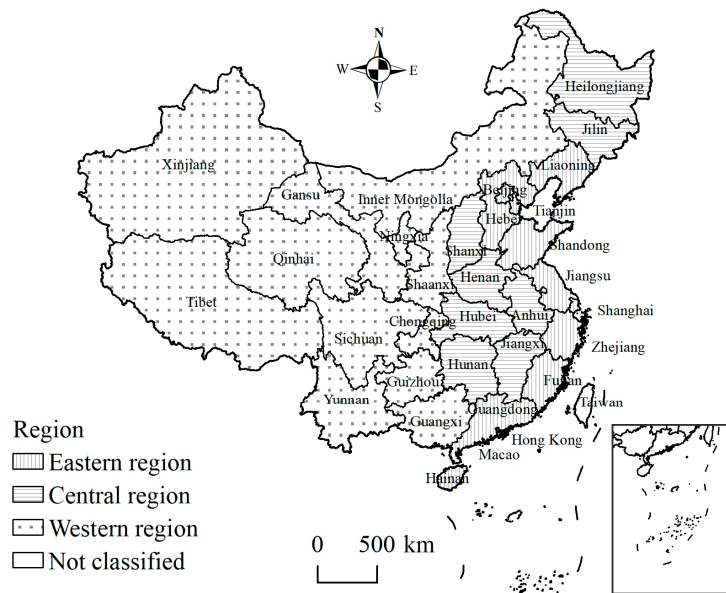 N
W E
S
Heilongjiang
Jilin
Liaoning
Xinjiang
Gansu
Inner Mongolia
Beijing
Tianjin
Hebei
Ningxia
Shanxi
Shandong
Qinhai
Henan
Jiangsu
Shaanxi
Tibet
Chongqing
Hubei
Anhui
Shanghai
Sichuan
Jiangxi
Zhejiang
Hunan
Guizhou
Fujian
Yunnan
Taiwan
Guangxi
Guangdong
Hong Kong
Macao
Hainan
Region
Eastern region
Central region
Western region
Not classified
0 500 km